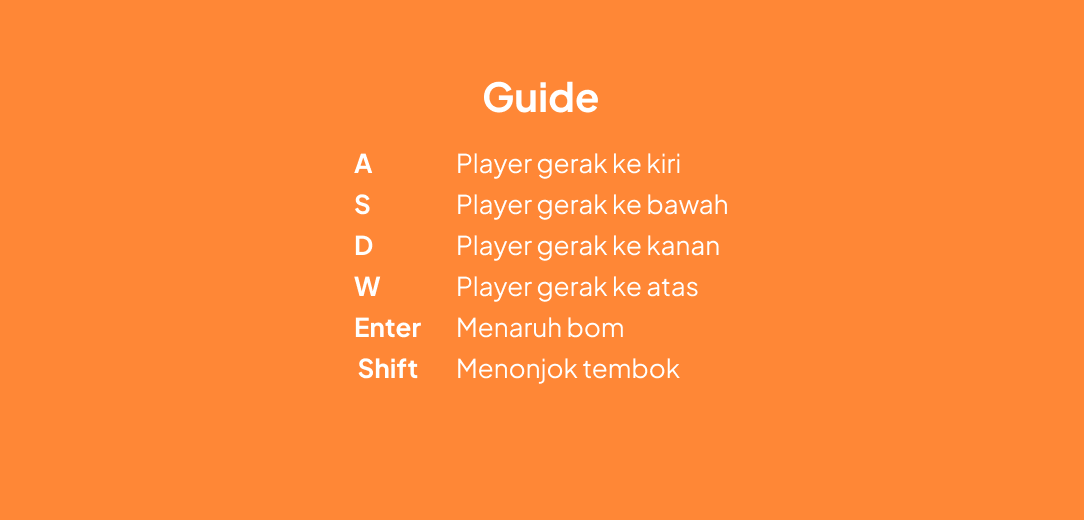 Guide
A Player gerak ke kiri
S Player gerak ke bawah
D Player gerak ke kanan
W Player gerak ke atas
Enter Menaruh bom
Shift Menonjok tembok